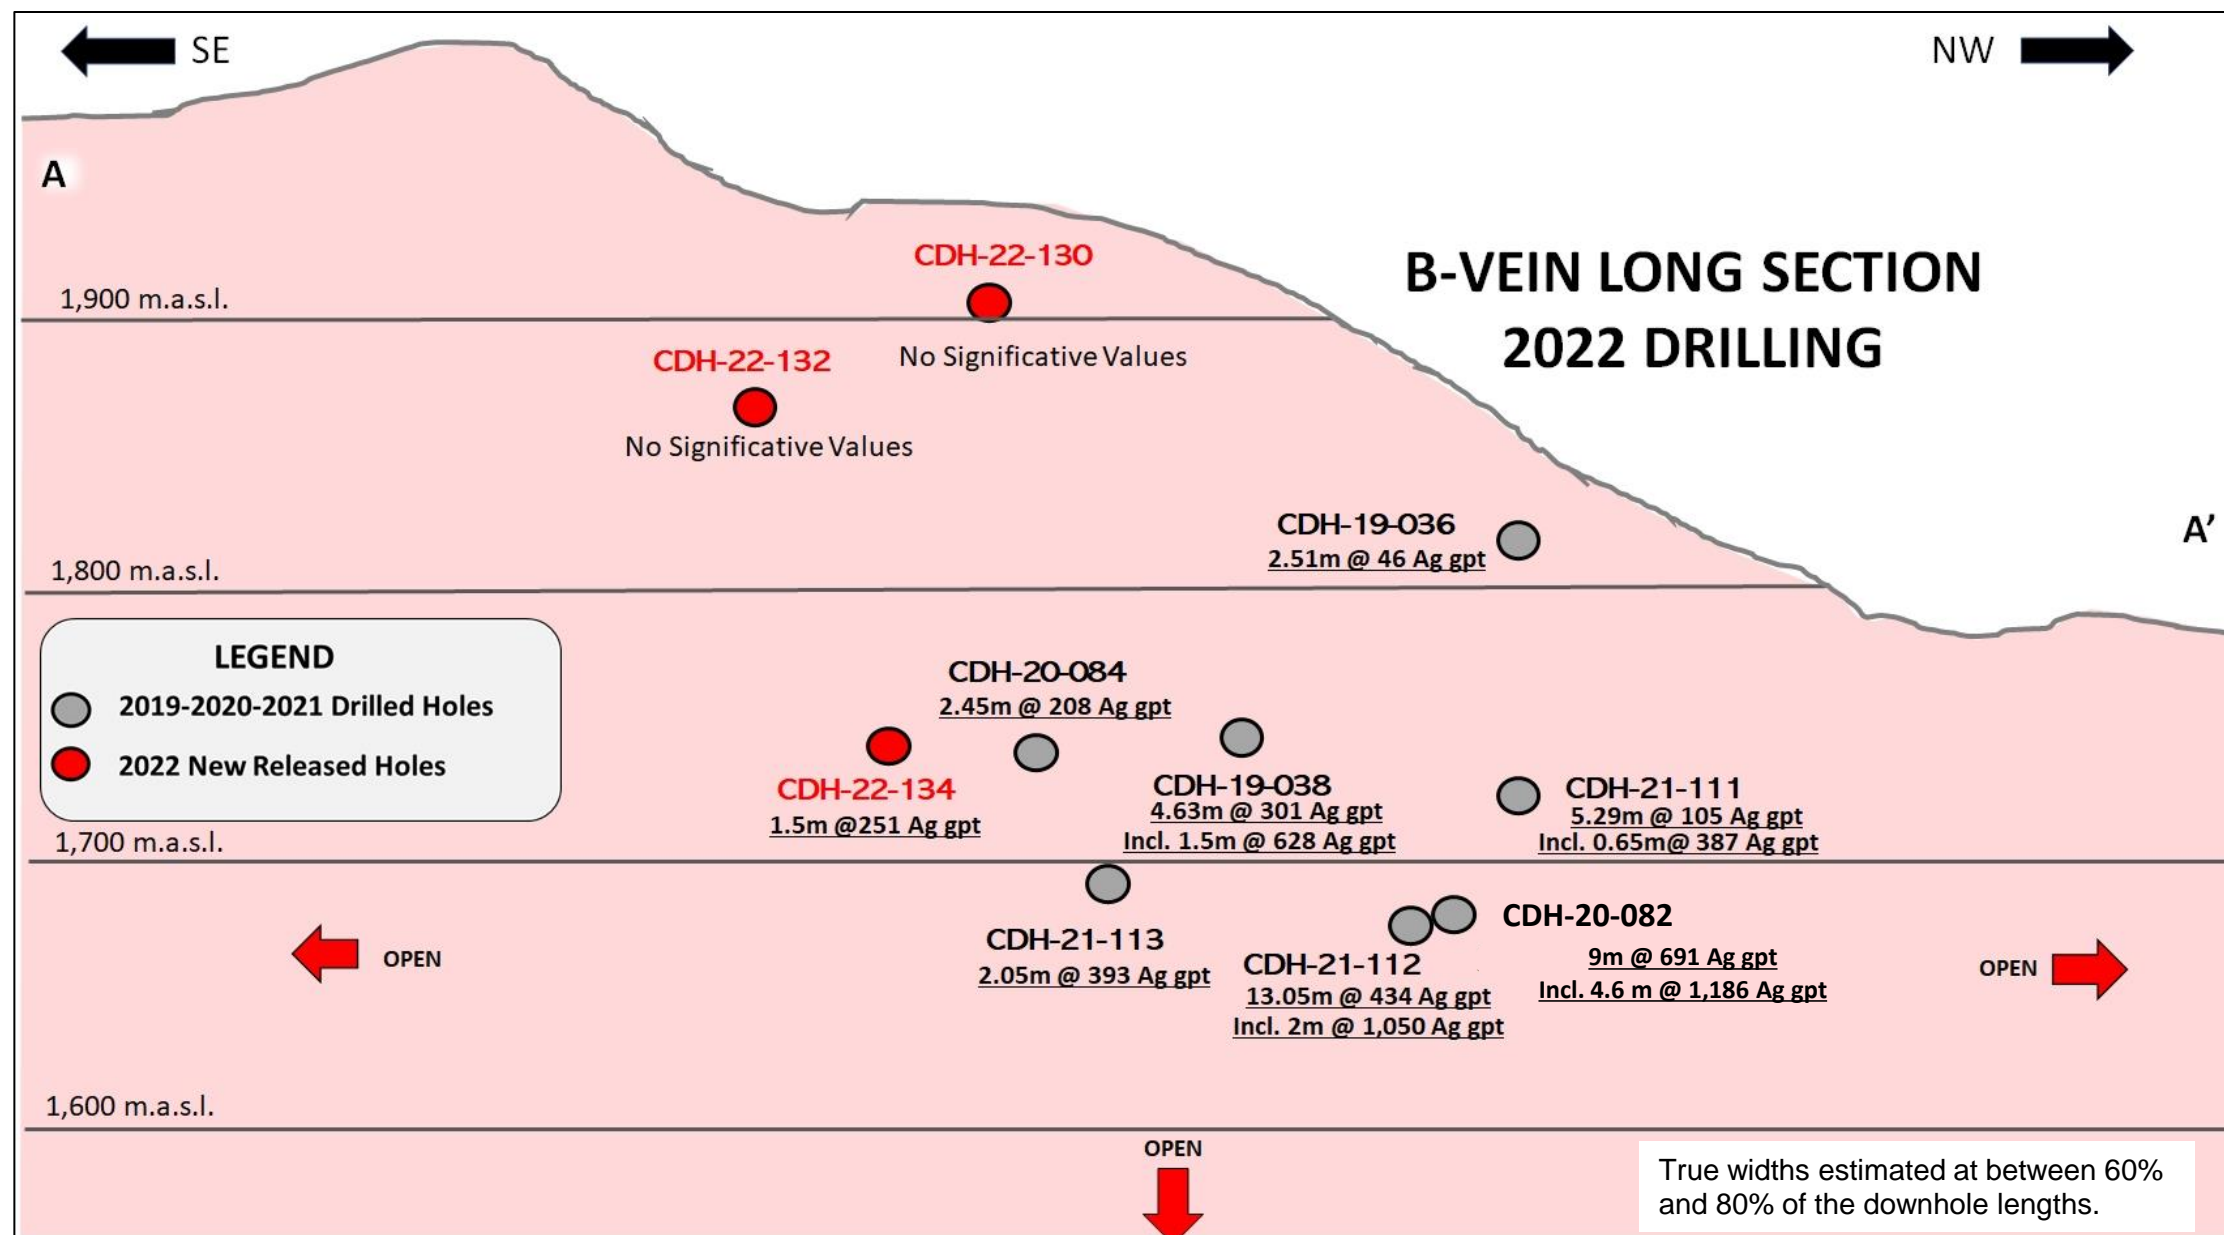 SE
NW
A
B-VEIN LONG SECTION
2022 DRILLING
CDH-22-130
1,900 m.a.s.l.
No Significative Values
CDH-22-132
No Significative Values
CDH-19-036
2.51m @ 46 Ag gpt
A’
1,800 m.a.s.l.
LEGEND
2019-2020-2021 Drilled Holes
2022 New Released Holes
CDH-20-084
2.45m @ 208 Ag gpt
CDH-22-134
1.5m @251 Ag gpt
CDH-19-038
4.63m @ 301 Ag gpt
Incl. 1.5m @ 628 Ag gpt
CDH-21-111
5.29m @ 105 Ag gpt
Incl. 0.65m@ 387 Ag gpt
1,700 m.a.s.l.
OPEN
CDH-21-113
2.05m @ 393 Ag gpt
CDH-21-112
13.05m @ 434 Ag gpt
Incl. 2m @ 1,050 Ag gpt
CDH-20-082
9m @ 691 Ag gpt
Incl. 4.6 m @ 1,186 Ag gpt
OPEN
1,600 m.a.s.l.
OPEN
True widths estimated at between 60%
and 80% of the downhole lengths.